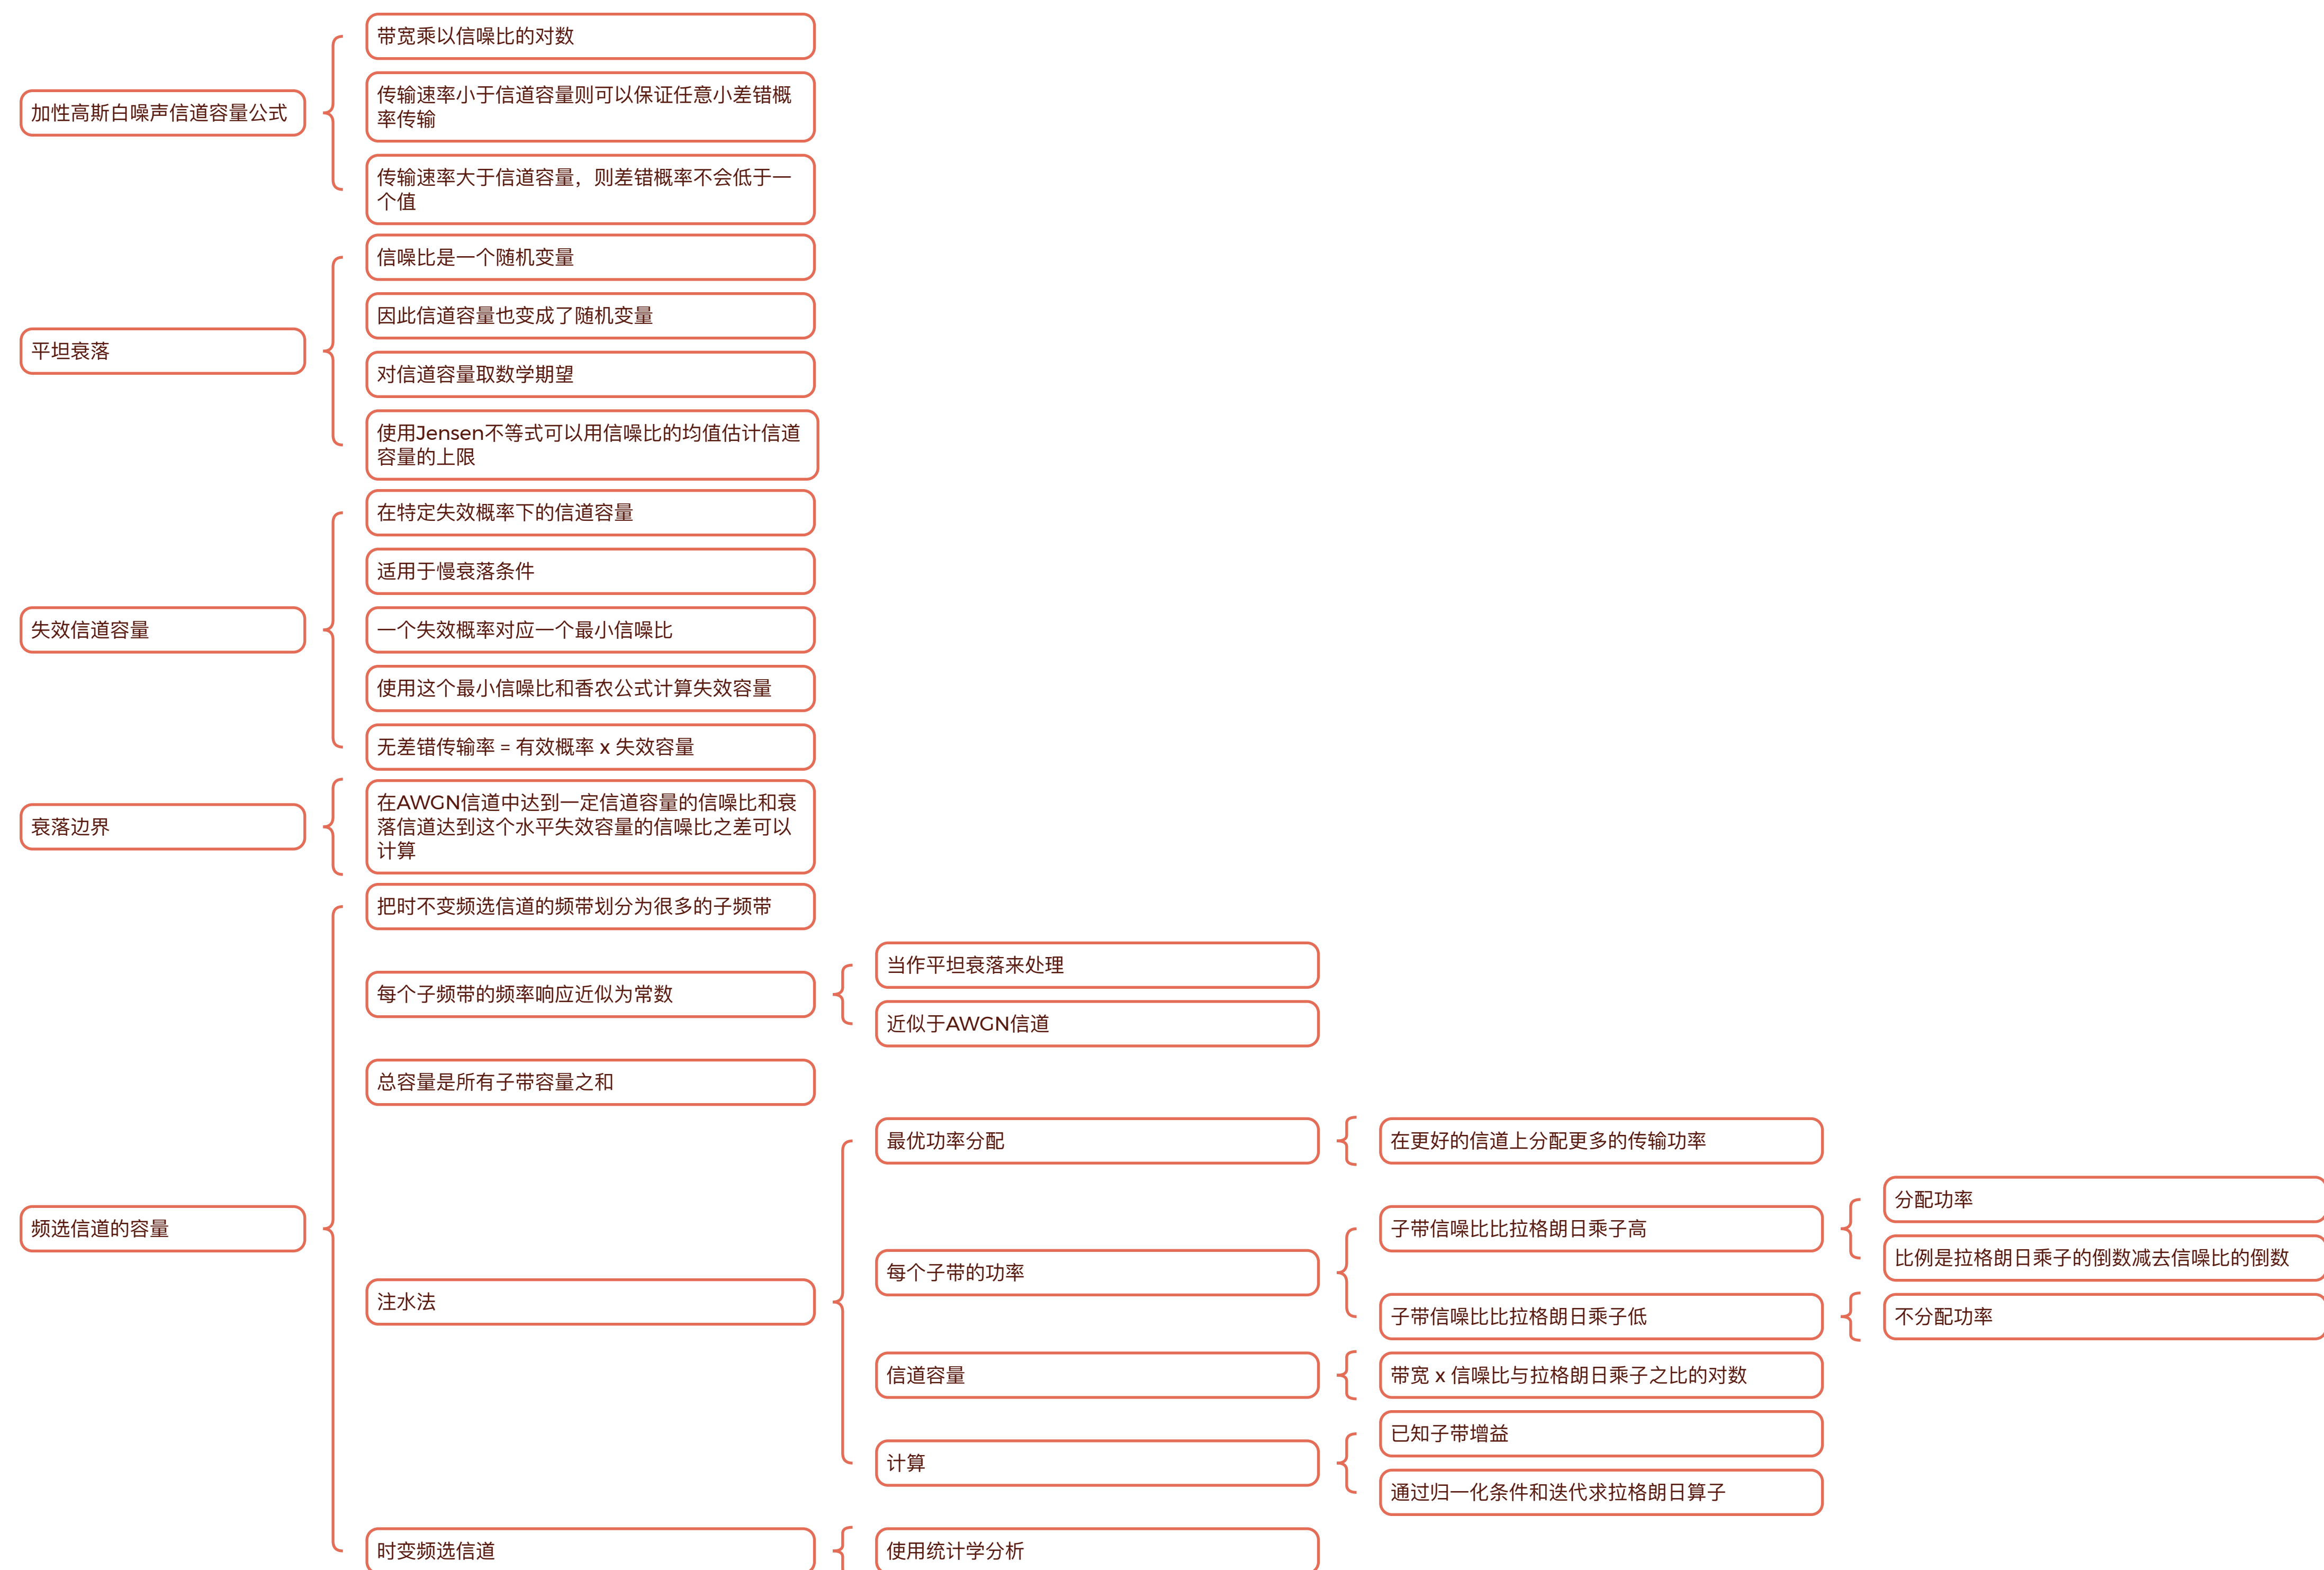 加性高斯白噪声信道容量公式
带宽乘以信噪比的对数
传输速率小于信道容量则可以保证任意小差错概
率传输
传输速率大于信道容量，则差错概率不会低于一
个值
平坦衰落
信噪比是一个随机变量
因此信道容量也变成了随机变量
对信道容量取数学期望
使用Jensen不等式可以用信噪比的均值估计信道
容量的上限
失效信道容量
在特定失效概率下的信道容量
适用于慢衰落条件
一个失效概率对应一个最小信噪比
使用这个最小信噪比和香农公式计算失效容量
无差错传输率 = 有效概率 x 失效容量
衰落边界
在AWGN信道中达到一定信道容量的信噪比和衰
落信道达到这个水平失效容量的信噪比之差可以
计算
频选信道的容量
把时不变频选信道的频带划分为很多的子频带
每个子频带的频率响应近似为常数
当作平坦衰落来处理
近似于AWGN信道
总容量是所有子带容量之和
注水法
最优功率分配
在更好的信道上分配更多的传输功率
每个子带的功率
子带信噪比比拉格朗日乘子高
分配功率
比例是拉格朗日乘子的倒数减去信噪比的倒数
子带信噪比比拉格朗日乘子低
不分配功率
信道容量
带宽 x 信噪比与拉格朗日乘子之比的对数
计算
已知子带增益
通过归一化条件和迭代求拉格朗日算子
时变频选信道
使用统计学分析